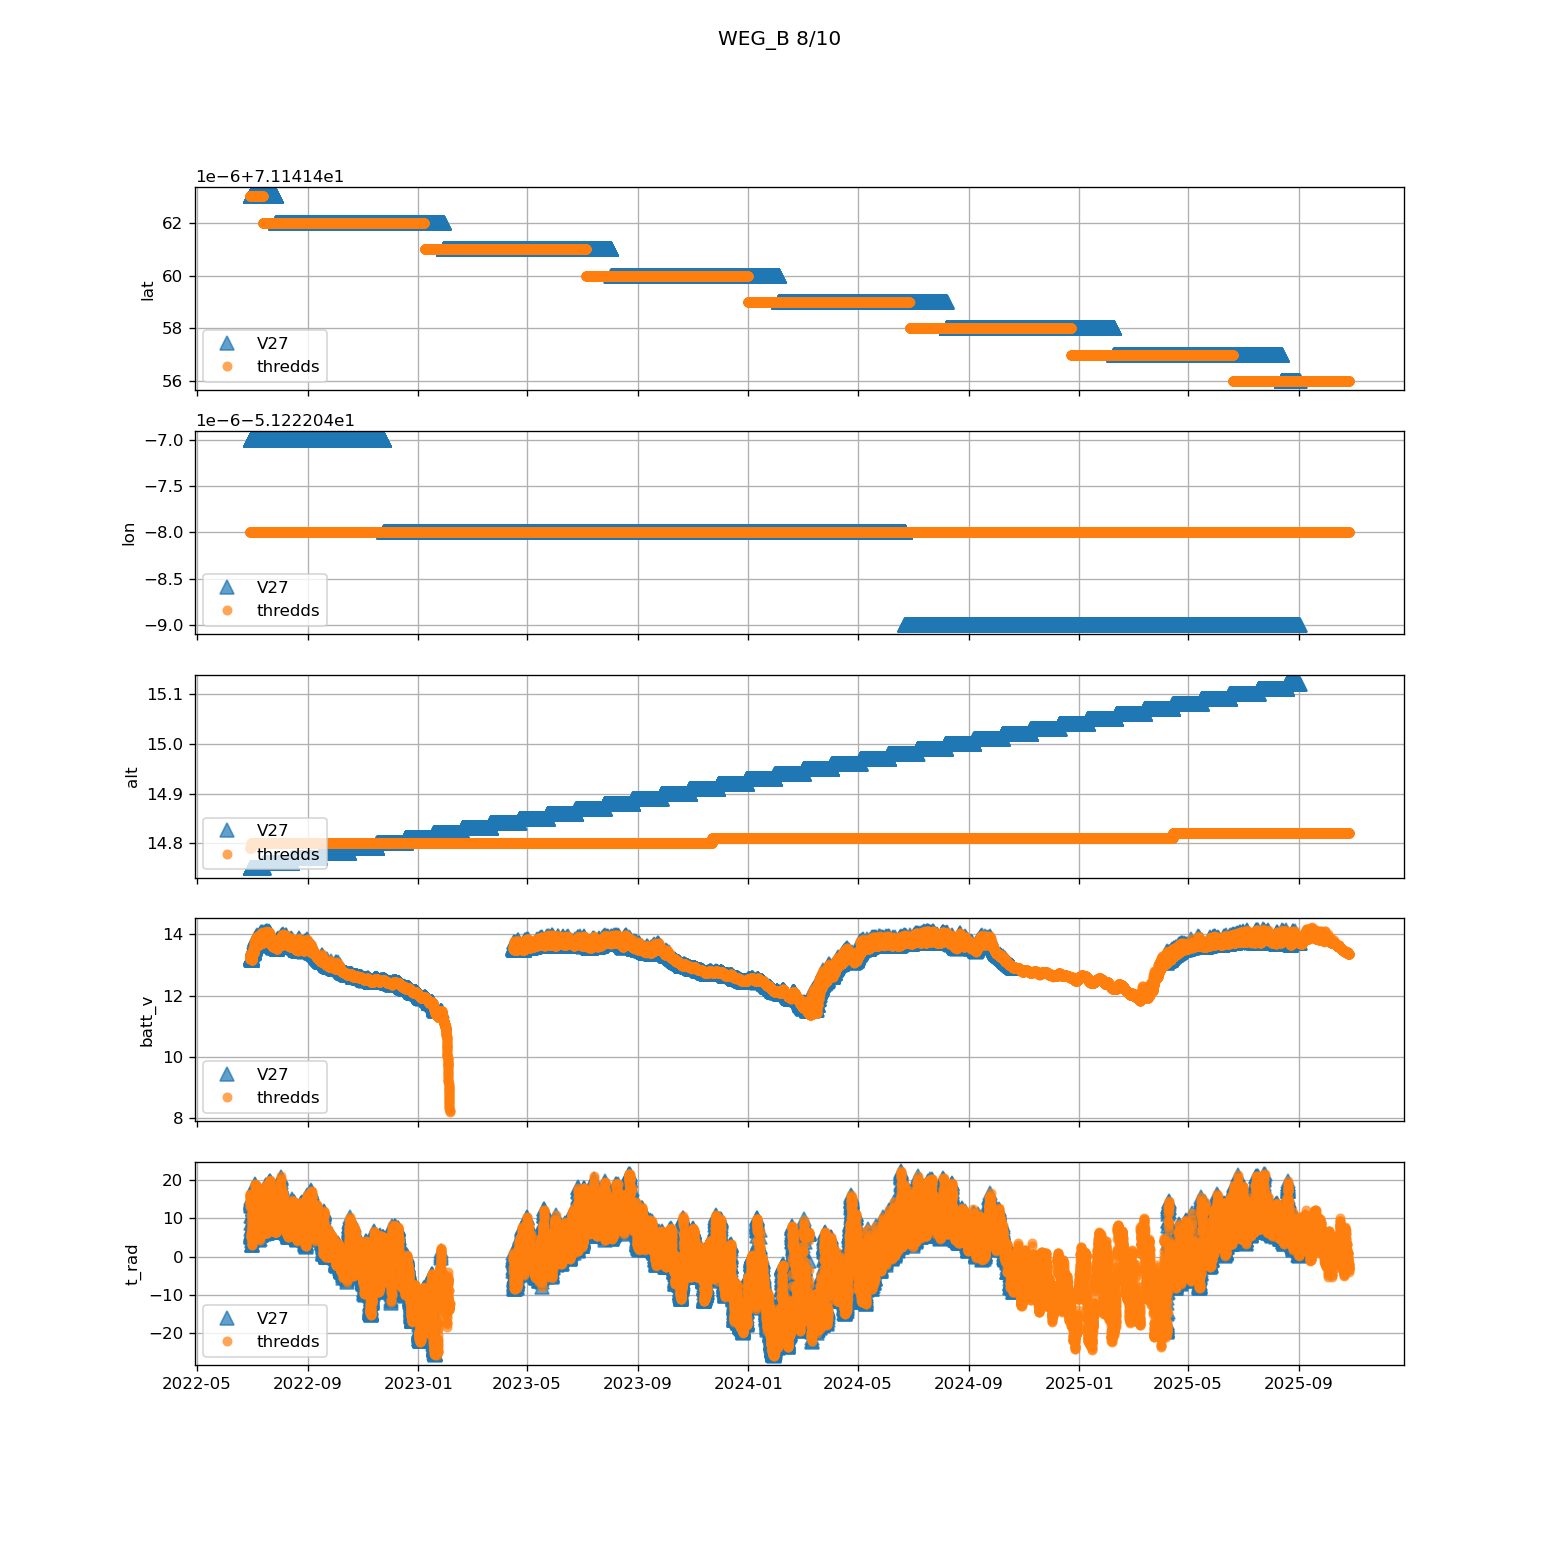 WEG_B 8/10
1e−6+7.11414e1
62
60
58
56
lat
V27
thredds
1e−6−5.122204e1
−7.0
−7.5
−8.0
−8.5
−9.0
lon
V27
thredds
15.1
15.0
14.9
14.8
alt
V27
thredds
14
12
10
8
batt_v
V27
thredds
20
10
0
−10
−20
t_rad
V27
thredds
2022-05 2022-09 2023-01 2023-05 2023-09 2024-01 2024-05 2024-09 2025-01 2025-05 2025-09